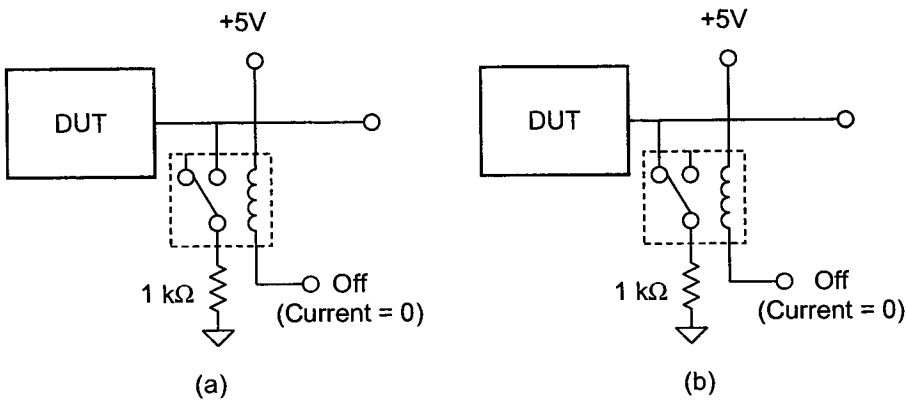 +5V
DUT
1 kΩ
Off
(Current = 0)
(a)
+5V
DUT
1 kΩ
Off
(Current = 0)
(b)